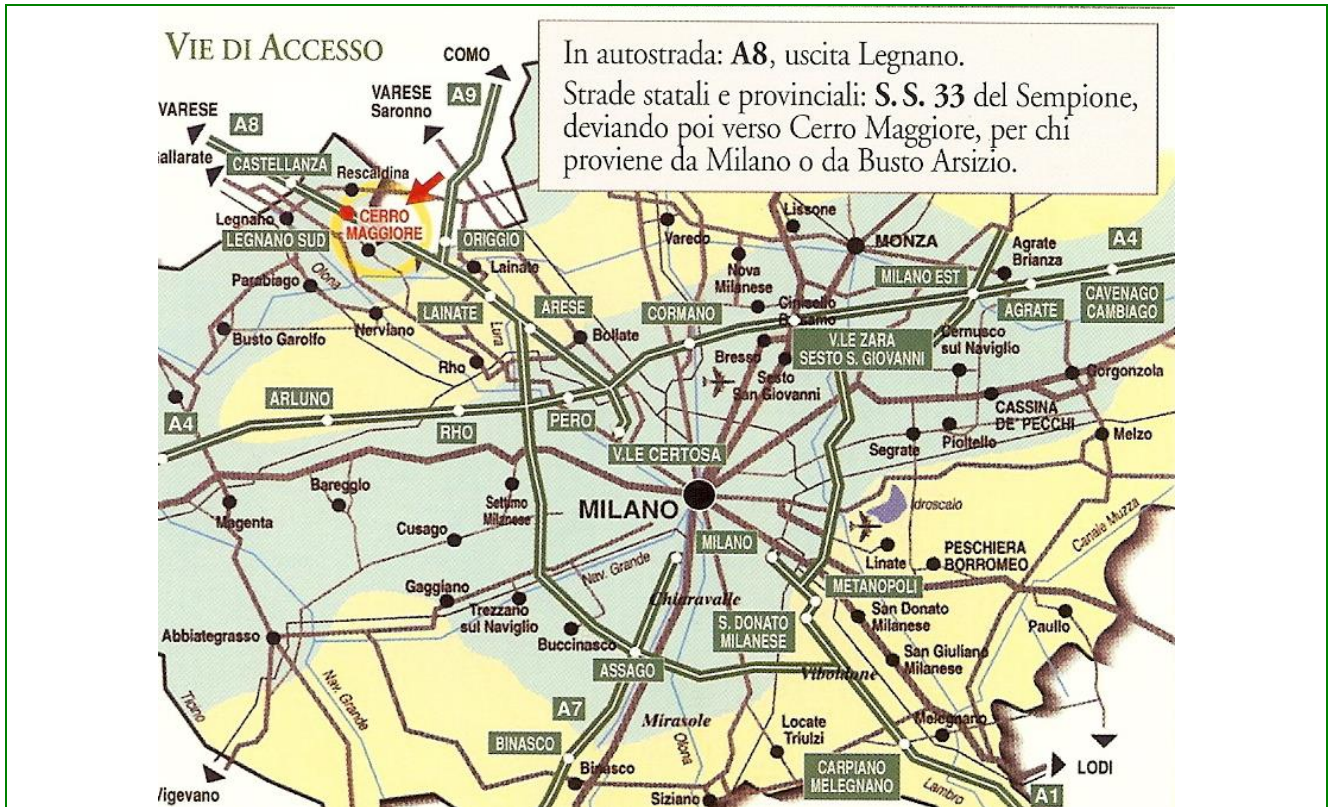 VIE DI ACCESSO
In autostrada: A8, uscita Legnano.
Strade statali e provinciali: S. S. 33 del Sempione,
deviando poi verso Cerro Maggiore, per chi
proviene da Milano o da Busto Arsizio.
COMO
VARESE
Saronno
A9
VARESE
A8
allarate
CASTELLANZA
Rescaldina
Legnano
CERRO
MAGGIORE
LEGNANO SUD
ORIGGIO
Lainate
Parabiago
Olona
LAINATE
ARESE
Nerviano
Busto Garolfo
Lura
Bollate
Rho
Varedo
Lissone
MONZA
Nova
Milanese
Agrate
Brianza
A4
MILANO EST
CORMANO
Cinisello
Balsamo
AGRATE
CAVENAGO
CAMBIAGO
V.LE ZARA
SESTO S. GIOVANNI
Cernusco
sul Naviglio
Bresso
Sesto
San Giovanni
Gorgonzola
ARLUNO
A4
RHO
PERO
CASSINA
DE' PECCHI
Pioltello
Melzo
Segrate
V.LE CERTOSA
Bareggio
Settimo
Milanese
Magenta
MILANO
Idroscalo
Cusago
MILANO
Linate
PESCHIERA
BORROMEO
Canale Muzza
Nav. Grande
Gaggiano
Trezzano
sul Naviglio
Chiaravalle
METANOPOLI
San Donato
Milanese
Paullo
Abbiategrasso
Buccinasco
S. DONATO
MILANESE
San Giuliano
Milanese
ASSAGO
Viboldone
Ticino
Nav. Grande
A7
Mirasole
Olona
Locate
Triulzi
Melegnano
BINASCO
Binasco
CARPIANO
MELEGNANO
LODI
Lambro
A1
Vigevano
Siziano